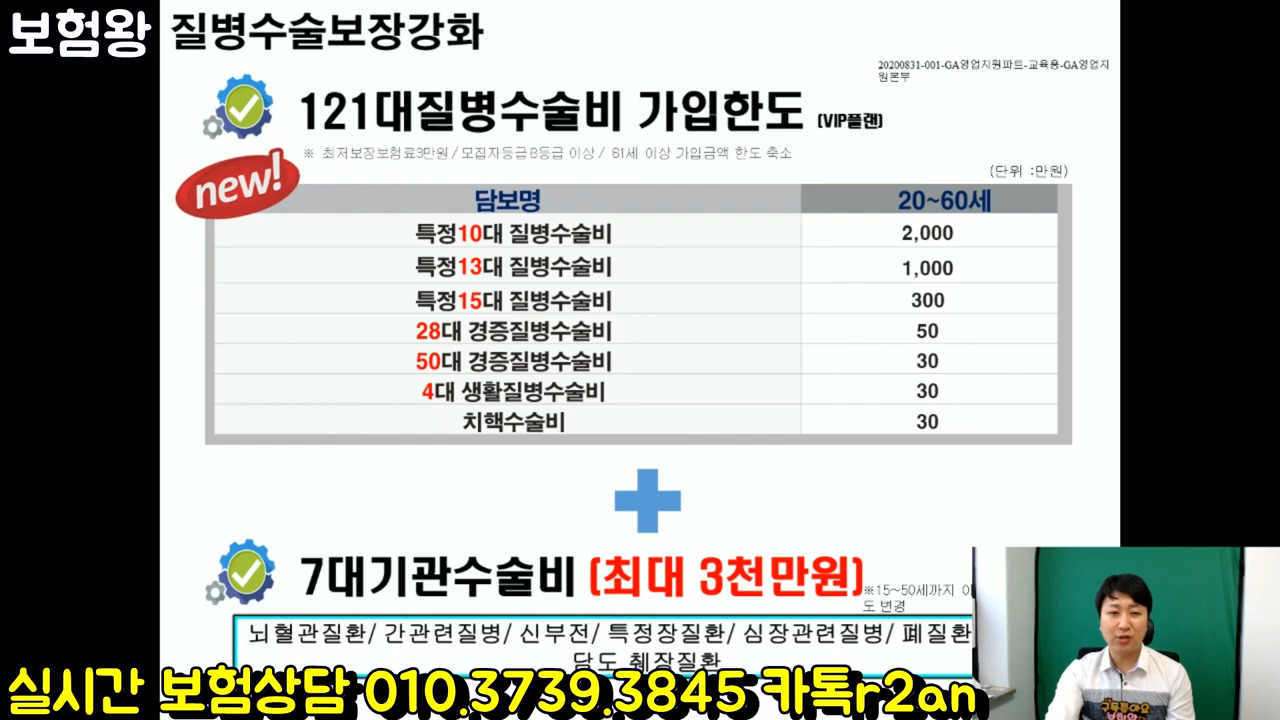 보험왕
질병수술보장강화
20200831-001-GA영업지원파트-교육용-GA영업지
원본부
121대질병수술비 가입한도 (VIP플랜)
※ 최저보장보험료3만원 / 모집자등급 B등급 이상 / 61세 이상 가입금액 한도 축소
(단위 :만원)
new!
담보명 20~60세
특정10대 질병수술비 2,000
특정13대 질병수술비 1,000
특정15대 질병수술비 300
28대 경증질병수술비 50
50대 경증질병수술비 30
4대 생활질병수술비 30
치핵수술비 30
7대기관수술비 (최대 3천만원)
※15~50세까지
도 변경
뇌혈관질환/ 간관련질병/ 신부전/ 특정장질환/ 심장관련질병/ 폐질환
담도 췌장질환
실시간 보험상담 010.3739.3845 카톡r2an